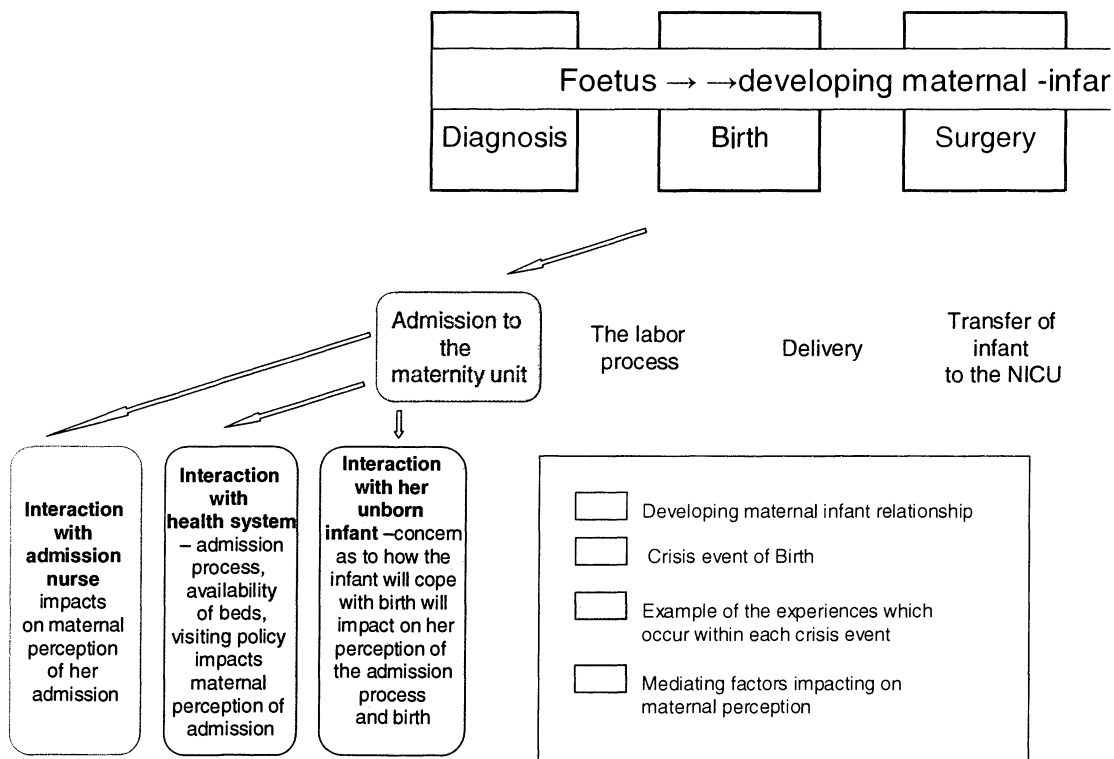 Foetus → →developing maternal -infar
Diagnosis
Birth
Surgery
Admission to
the
maternity unit
The labor
process
Delivery
Transfer of
infant
to the NICU
Interaction
with
admission
nurse
impacts
on maternal
perception
of her
admission
Interaction
with
health system
– admission
process,
availability
of beds,
visiting policy
impacts
maternal
perception of
admission
Interaction
with her
unborn
infant –concern
as to how the
infant will cope
with birth will
impact on her
perception of
the admission
process
and birth
Developing maternal infant relationship
Crisis event of Birth
Example of the experiences which
occur within each crisis event
Mediating factors impacting on
maternal perception